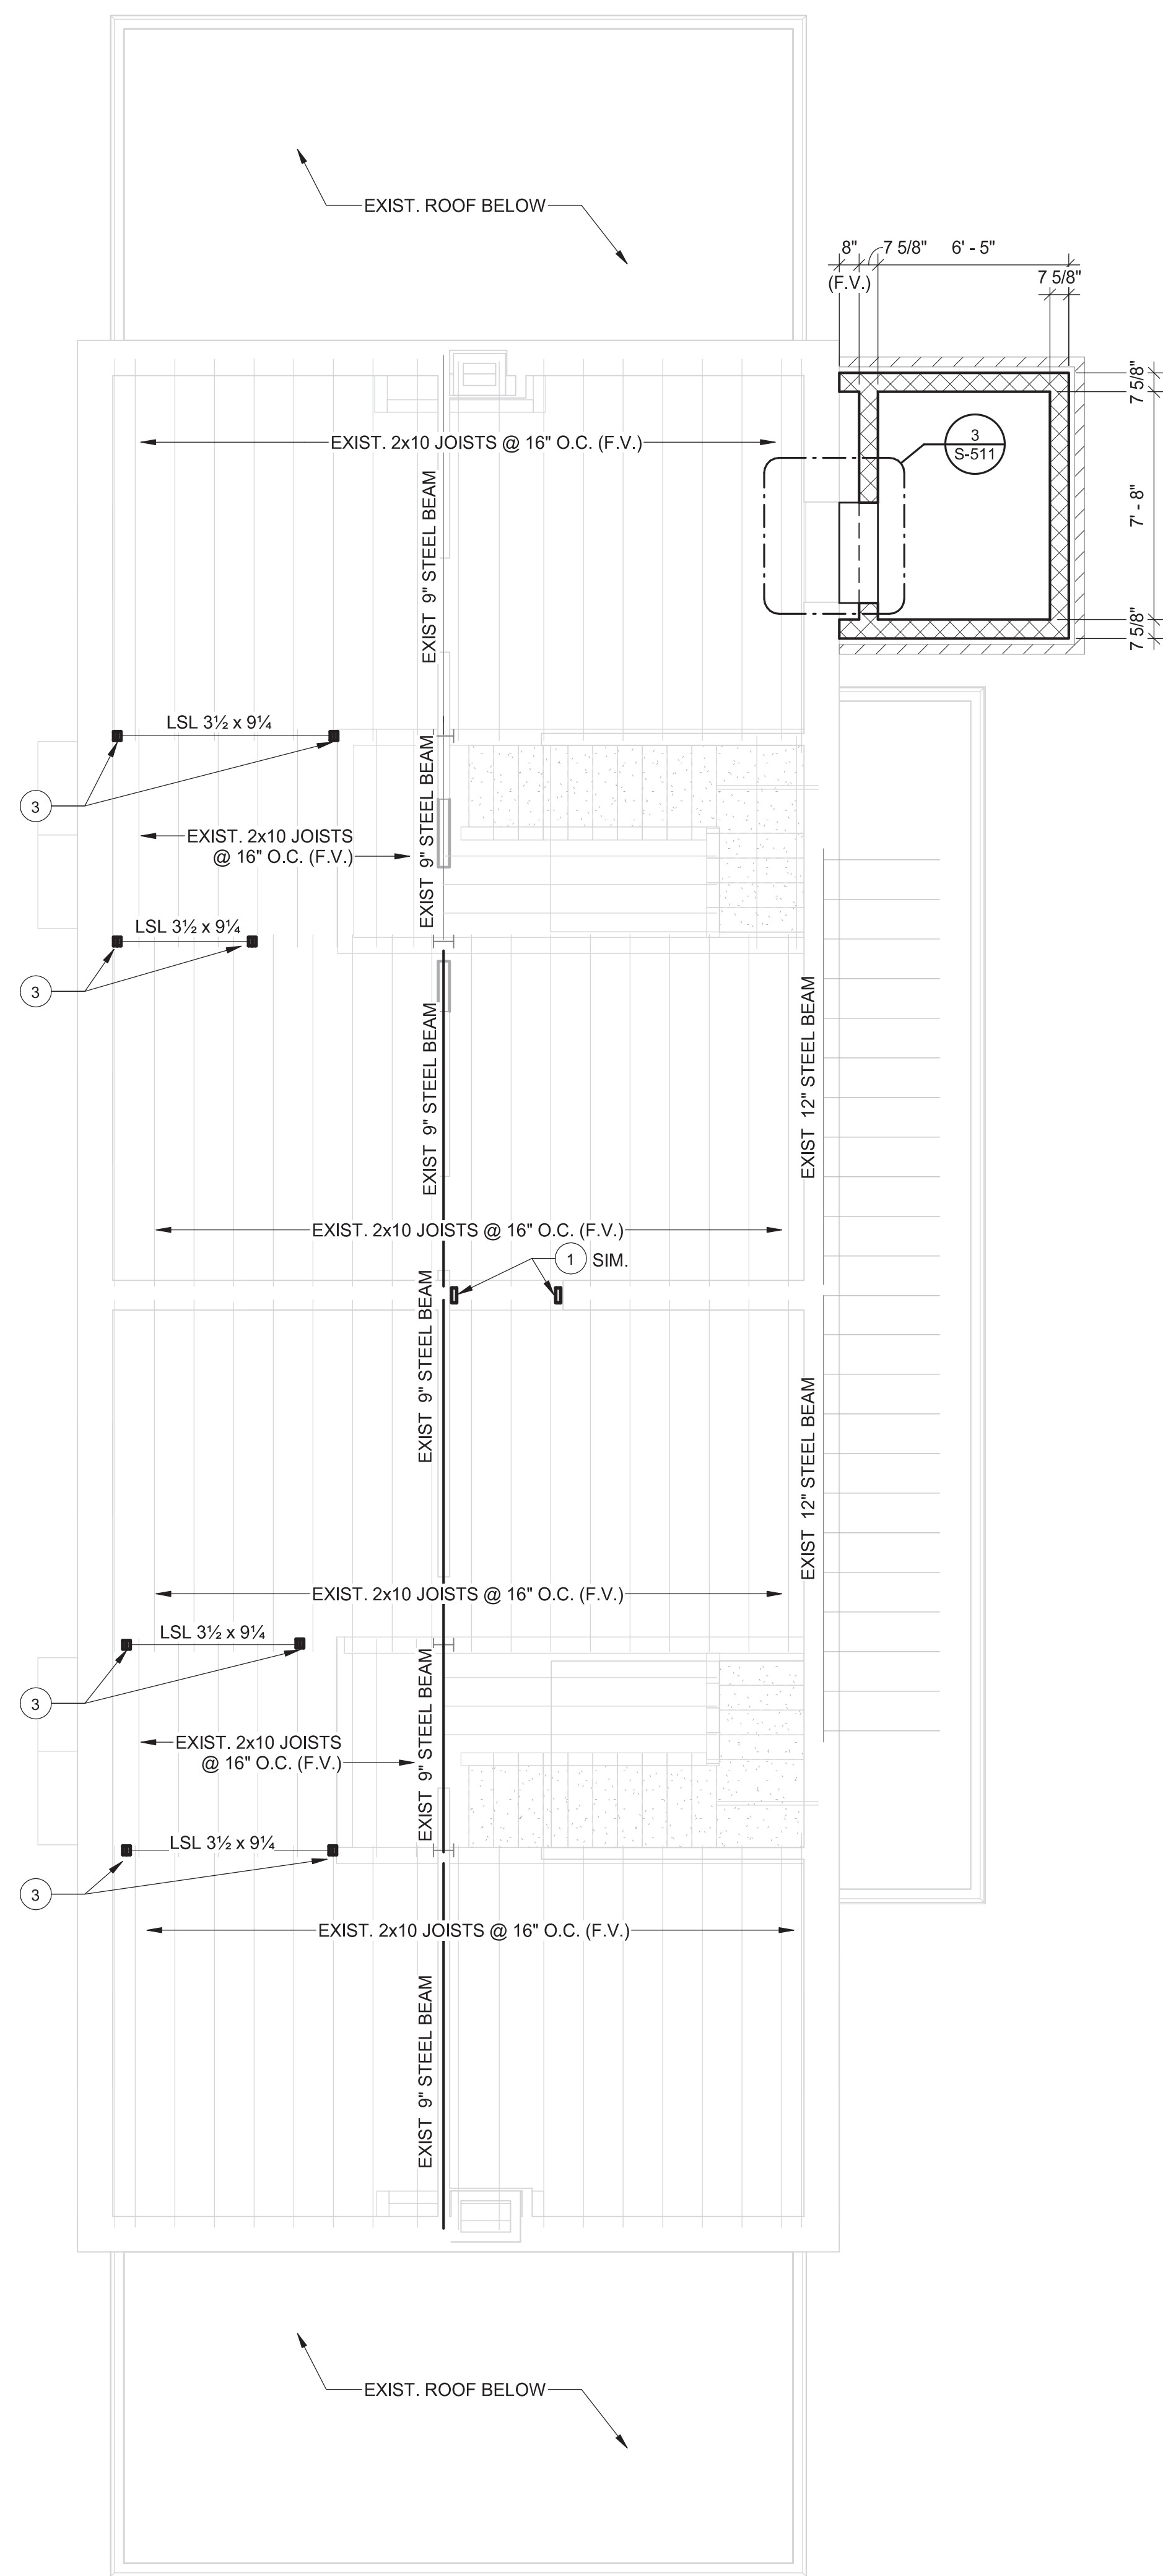 EXIST. ROOF BELOW
8"
7 5/8"
6' - 5"
(F.V.)
7 5/8"
7 5/8"
EXIST. 2x10 JOISTS @ 16" O.C. (F.V.)
3
S-511
7' - 8"
EXIST 9" STEEL BEAM
7 5/8"
LSL 3½ x 9¼
3
EXIST 9" STEEL BEAM
EXIST. 2x10 JOISTS
@ 16" O.C. (F.V.)
LSL 3½ x 9¼
3
EXIST 9" STEEL BEAM
EXIST 12" STEEL BEAM
EXIST. 2x10 JOISTS @ 16" O.C. (F.V.)
1 SIM.
EXIST 9" STEEL BEAM
EXIST 12" STEEL BEAM
EXIST. 2x10 JOISTS @ 16" O.C. (F.V.)
LSL 3½ x 9¼
3
EXIST 9" STEEL BEAM
EXIST. 2x10 JOISTS
@ 16" O.C. (F.V.)
LSL 3½ x 9¼
3
EXIST. 2x10 JOISTS @ 16" O.C. (F.V.)
EXIST 9" STEEL BEAM
EXIST. ROOF BELOW